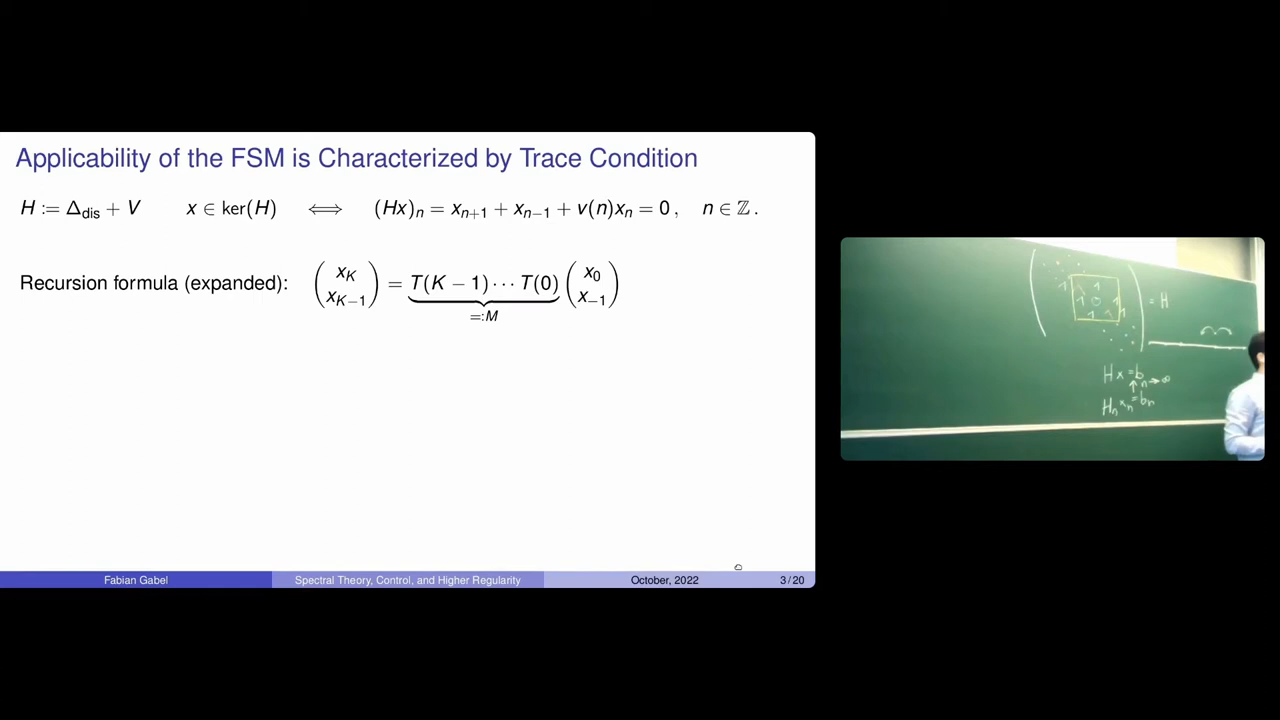 Applicability of the FSM is Characterized by Trace Condition
H := Δ_dis + V x ∈ ker(H) ⟺ (Hx)_n = x_{n+1} + x_{n−1} + v(n)x_n = 0 , n ∈ ℤ .
Recursion formula (expanded): (x_K x_{K−1}) = T(K − 1) ⋯ T(0) (x_0 x_{−1})
=: M
Fabian Gabel Spectral Theory, Control, and Higher Regularity October, 2022 3 / 20
= H
H x = b
n → ∞
H_n x_n = b_n